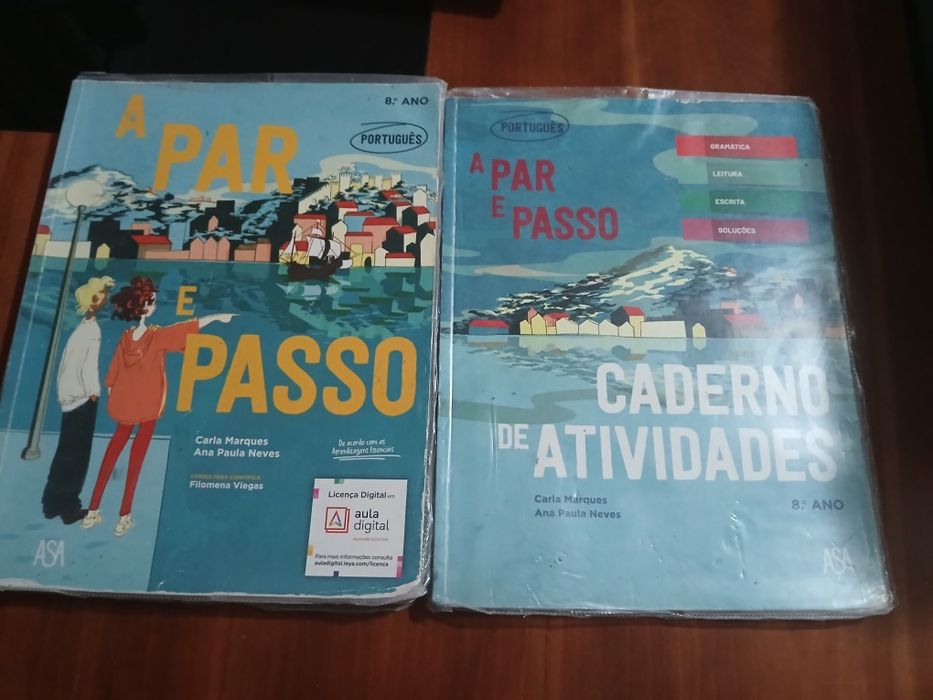 8.º ANO
PORTUGUÊS
A
PAR
E
PASSO
Carla Marques
Ana Paula Neves
De acordo com as
Aprendizagens Essenciais
CONSULTORA CIENTÍFICA
Filomena Viegas
Licença Digital em
aula
digital
Para mais informações consulta
auladigital.leya.com/licenca
ASA
PORTUGUÊS
A PAR
E PASSO
GRAMÁTICA
LEITURA
ESCRITA
SOLUÇÕES
CADERNO
DE ATIVIDADES
Carla Marques
Ana Paula Neves
8.º ANO
ASA